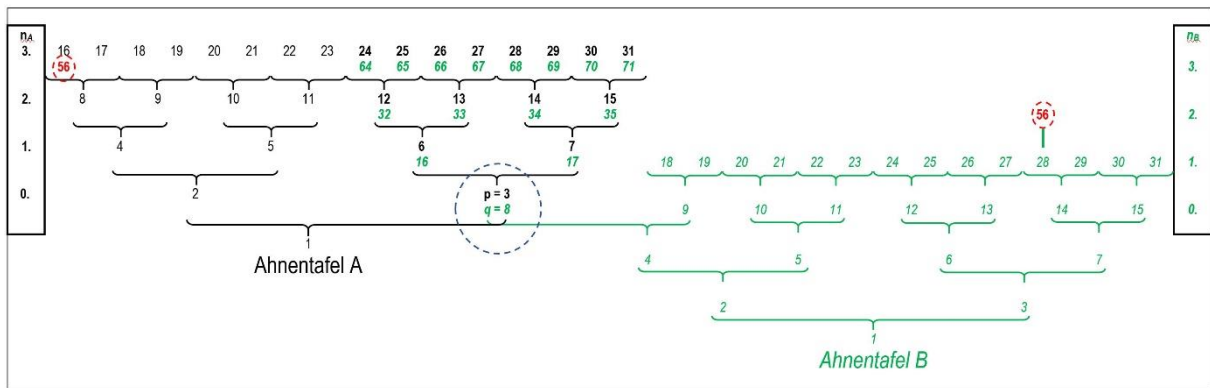 nA nB
3. 16 17 18 19 20 21 22 23 24 25 26 27 28 29 30 31 3.
56 64 65 66 67 68 69 70 71
2. 8 9 10 11 12 13 14 15 2.
32 33 34 35 56
1. 4 5 6 7 1.
16 17 18 19 20 21 22 23 24 25 26 27 28 29 30 31
0. 2 p = 3 0.
q = 8 9 10 11 12 13 14 15
1
Ahnentafel A 4 5 6 7
2 3
1
Ahnentafel B